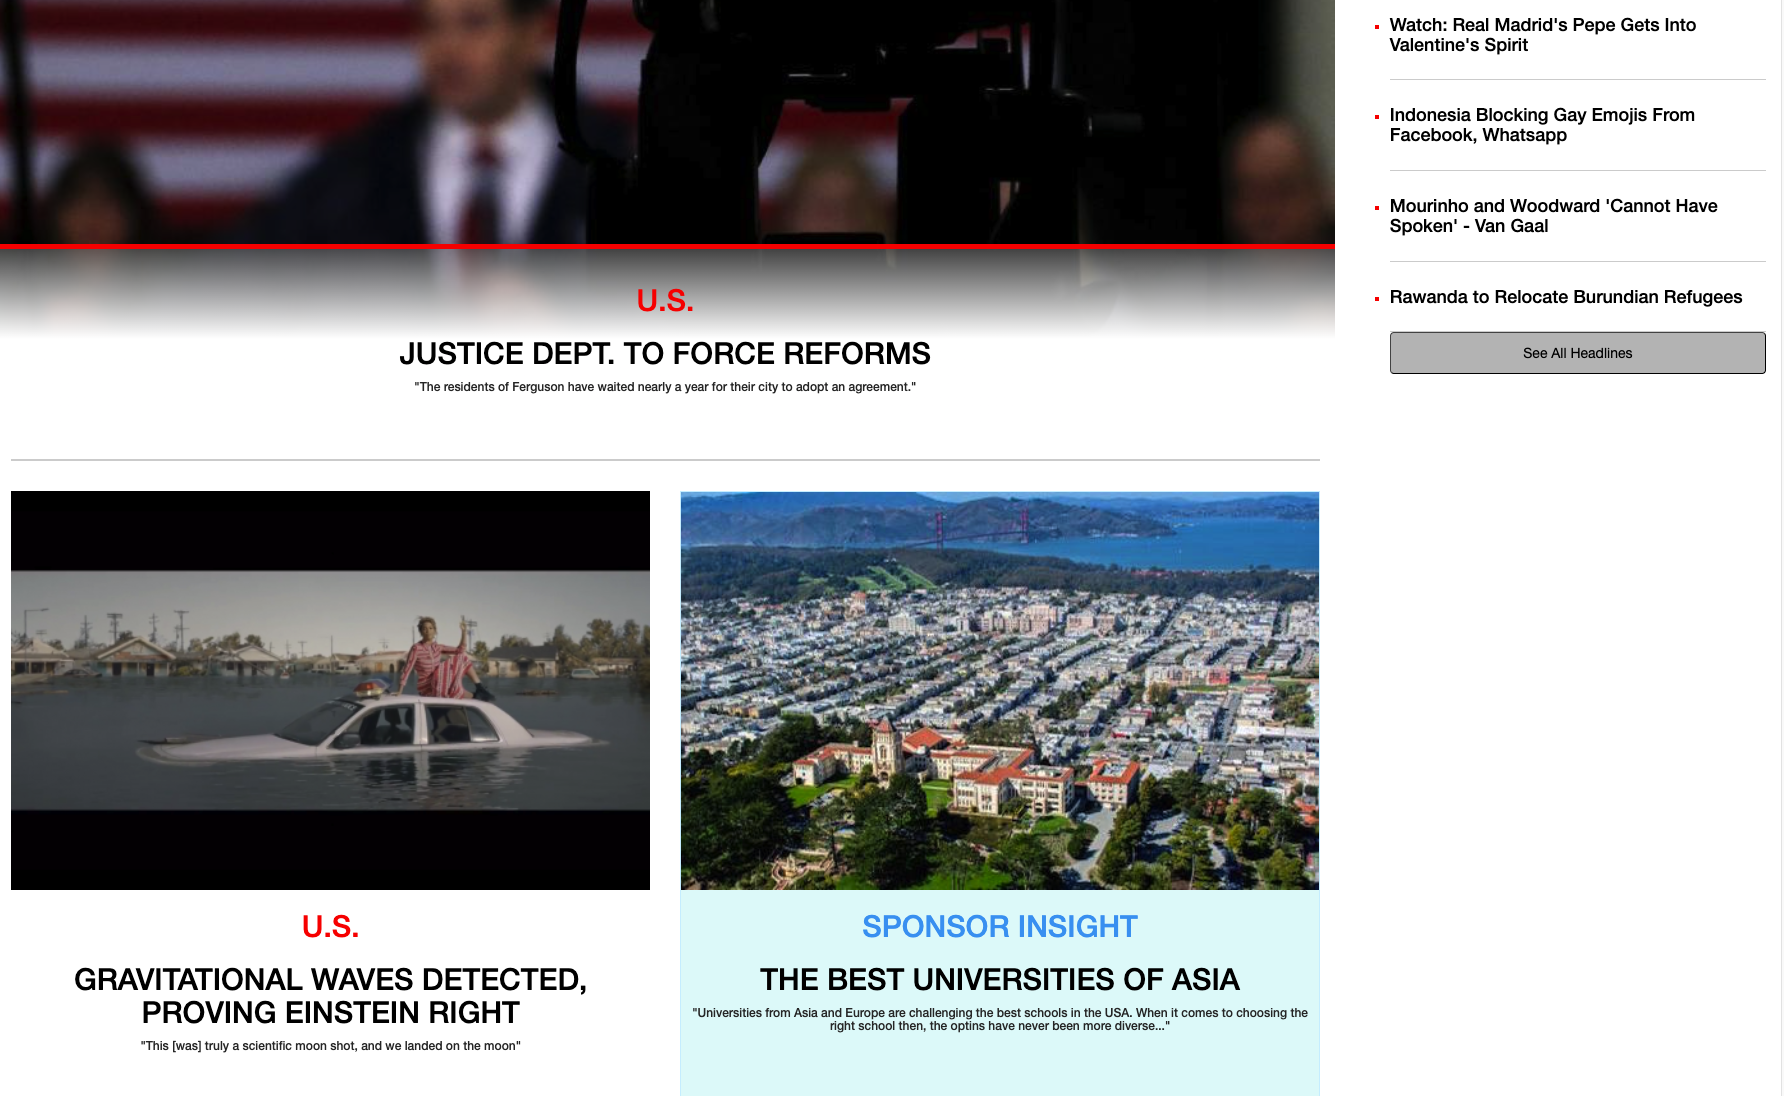 U.S.
JUSTICE DEPT. TO FORCE REFORMS
"The residents of Ferguson have waited nearly a year for their city to adopt an agreement."
U.S.
GRAVITATIONAL WAVES DETECTED,
PROVING EINSTEIN RIGHT
"This [was] truly a scientific moon shot, and we landed on the moon"
SPONSOR INSIGHT
THE BEST UNIVERSITIES OF ASIA
"Universities from Asia and Europe are challenging the best schools in the USA. When it comes to choosing the
right school then, the optins have never been more diverse..."
Watch: Real Madrid's Pepe Gets Into
Valentine's Spirit
Indonesia Blocking Gay Emojis From
Facebook, Whatsapp
Mourinho and Woodward 'Cannot Have
Spoken' - Van Gaal
Rawanda to Relocate Burundian Refugees
See All Headlines